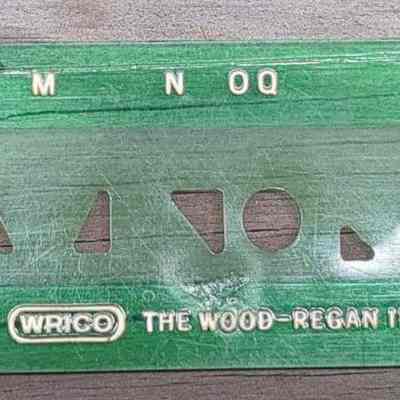 M N OQ
WRICO THE WOOD-REGAN